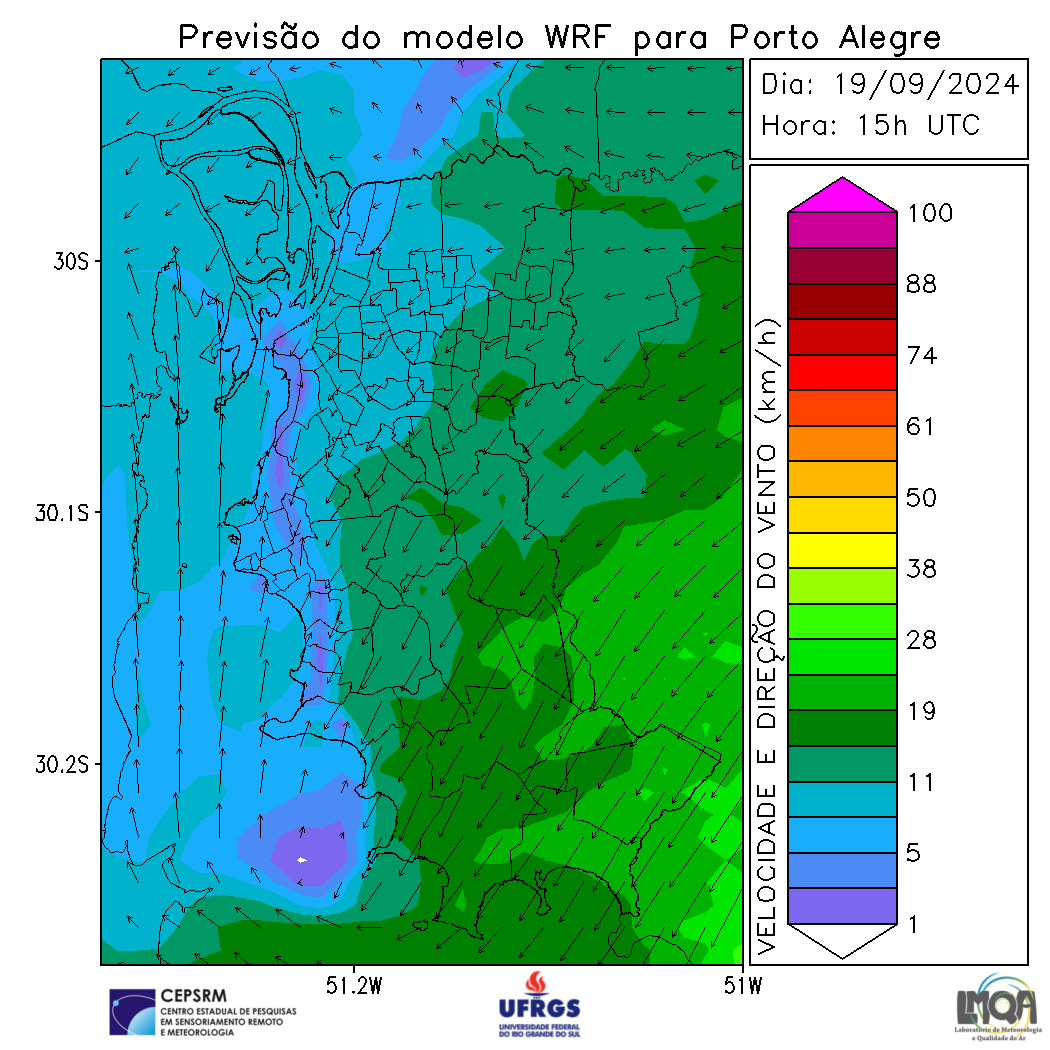 Previsão do modelo WRF para Porto Alegre
Dia: 19/09/2024
Hora: 15h UTC
30S
30.1S
30.2S
51.2W
51W
VELOCIDADE E DIREÇÃO DO VENTO (km/h)
100
88
74
61
50
38
28
19
11
5
1
CEPSRM
CENTRO ESTADUAL DE PESQUISAS
EM SENSORIAMENTO REMOTO
E METEOROLOGIA
UFRGS
UNIVERSIDADE FEDERAL
DO RIO GRANDE DO SUL
LMQA
Laboratório de Meteorologia
e Qualidade do Ar